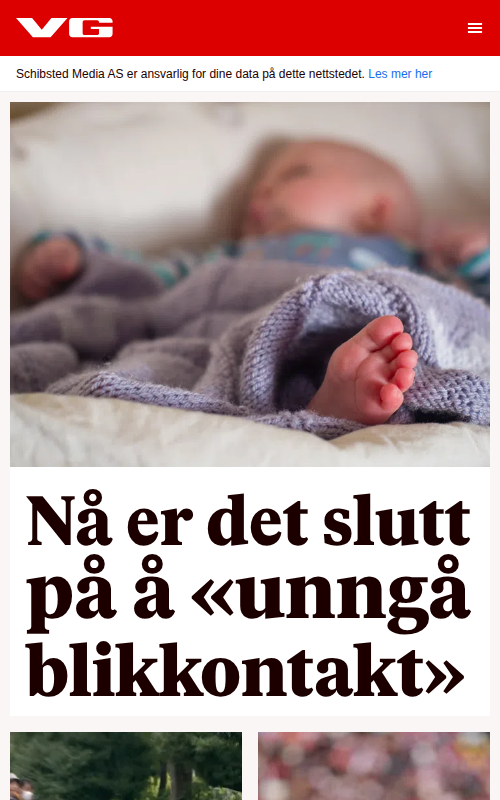 VG
Schibsted Media AS er ansvarlig for dine data på dette nettstedet. Les mer her
Nå er det slutt
på å «unngå
blikkontakt»